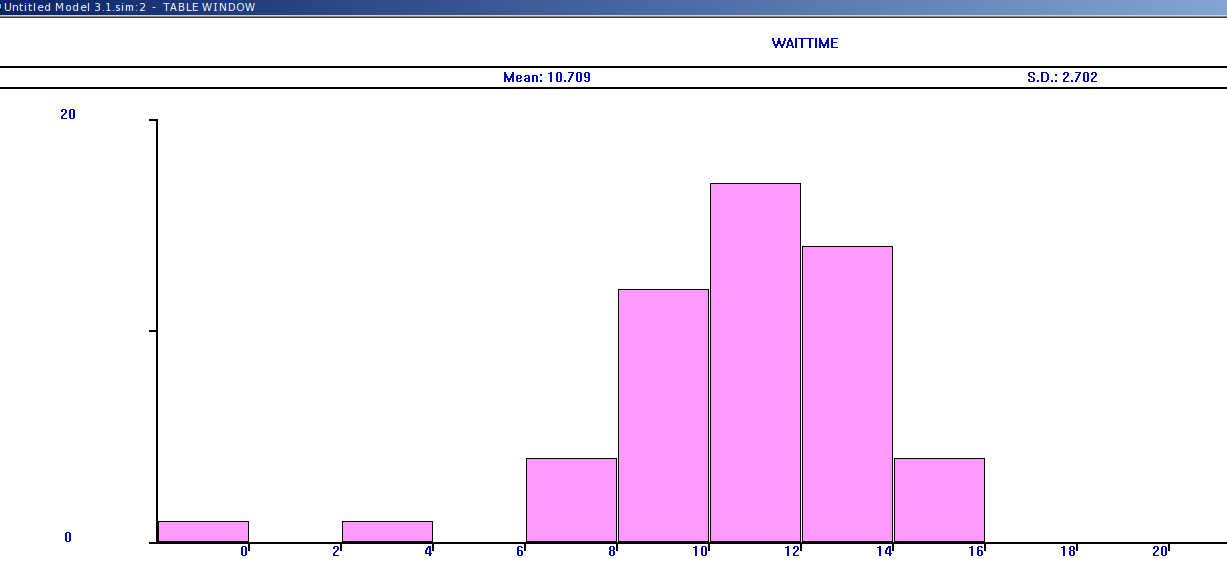 Untitled Model 3.1.sim:2 - TABLE WINDOW
WAITTIME
Mean: 10.709 S.D.: 2.702
20
0
0 2 4 6 8 10 12 14 16 18 20